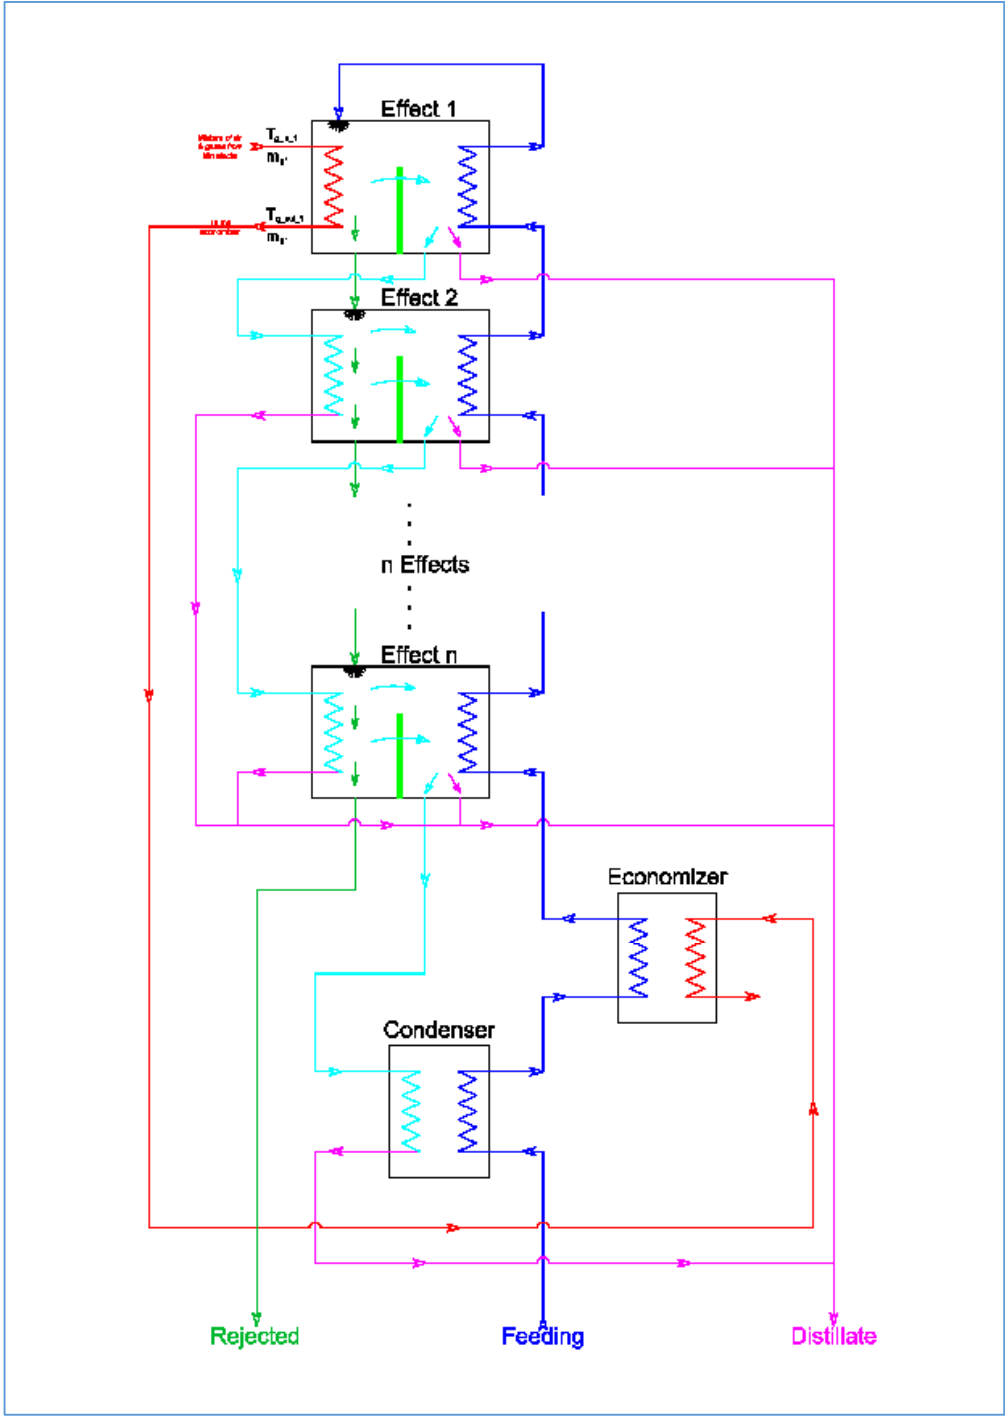 Effect 1
T
m
T
m
Effect 2
n Effects
Effect n
Economizer
Condenser
Rejected
Feeding
Distillate